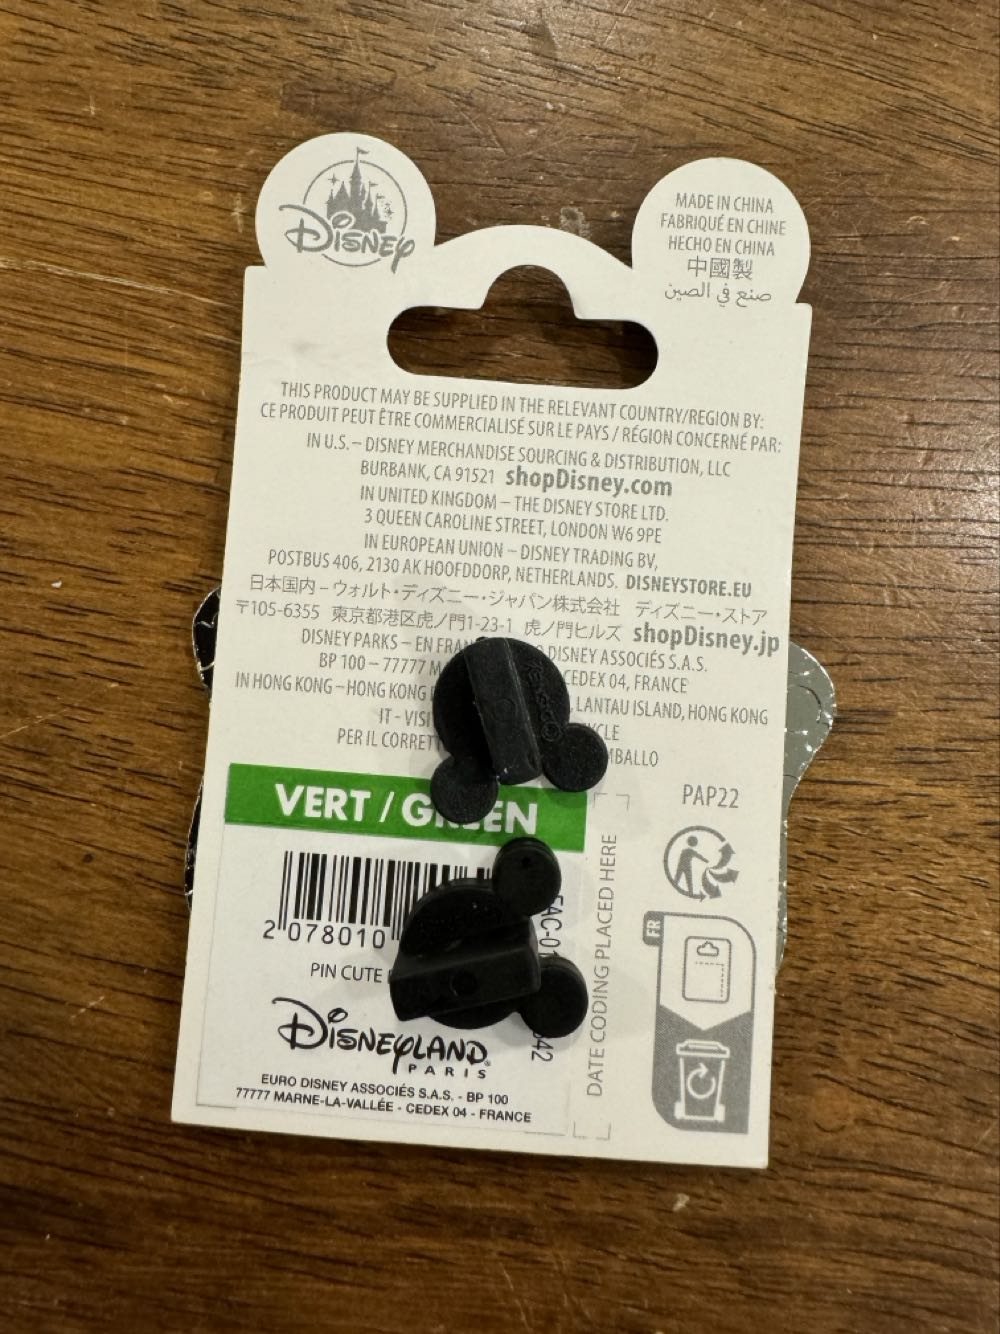 Disney
MADE IN CHINA
FABRIQUÉ EN CHINE
HECHO EN CHINA
中國製
صنع في الصين
THIS PRODUCT MAY BE SUPPLIED IN THE RELEVANT COUNTRY/REGION BY:
CE PRODUIT PEUT ÊTRE COMMERCIALISÉ SUR LE PAYS / RÉGION CONCERNÉ PAR:
IN U.S. – DISNEY MERCHANDISE SOURCING & DISTRIBUTION, LLC
BURBANK, CA 91521 shopDisney.com
IN UNITED KINGDOM – THE DISNEY STORE LTD.
3 QUEEN CAROLINE STREET, LONDON W6 9PE
IN EUROPEAN UNION – DISNEY TRADING BV,
POSTBUS 406, 2130 AK HOOFDDORP, NETHERLANDS. DISNEYSTORE.EU
日本国内 - ウォルト・ディズニー・ジャパン株式会社 ディズニー・ストア
〒105-6355 東京都港区虎ノ門1-23-1 虎ノ門ヒルズ shopDisney.jp
DISNEY PARKS – EN DISNEY ASSOCIÉS S.A.S.
BP 100 – 77777 CEDEX 04, FRANCE
IN HONG KONG – HONG KONG LANTAU ISLAND, HONG KONG
IT - 
PER IL
PAP22
VERT / GREEN
2 078010
PIN CUTE
DISNEYLAND
PARIS
EURO DISNEY ASSOCIÉS S.A.S. - BP 100
77777 MARNE-LA-VALLÉE - CEDEX 04 - FRANCE
DATE CODING PLACED HERE
FR